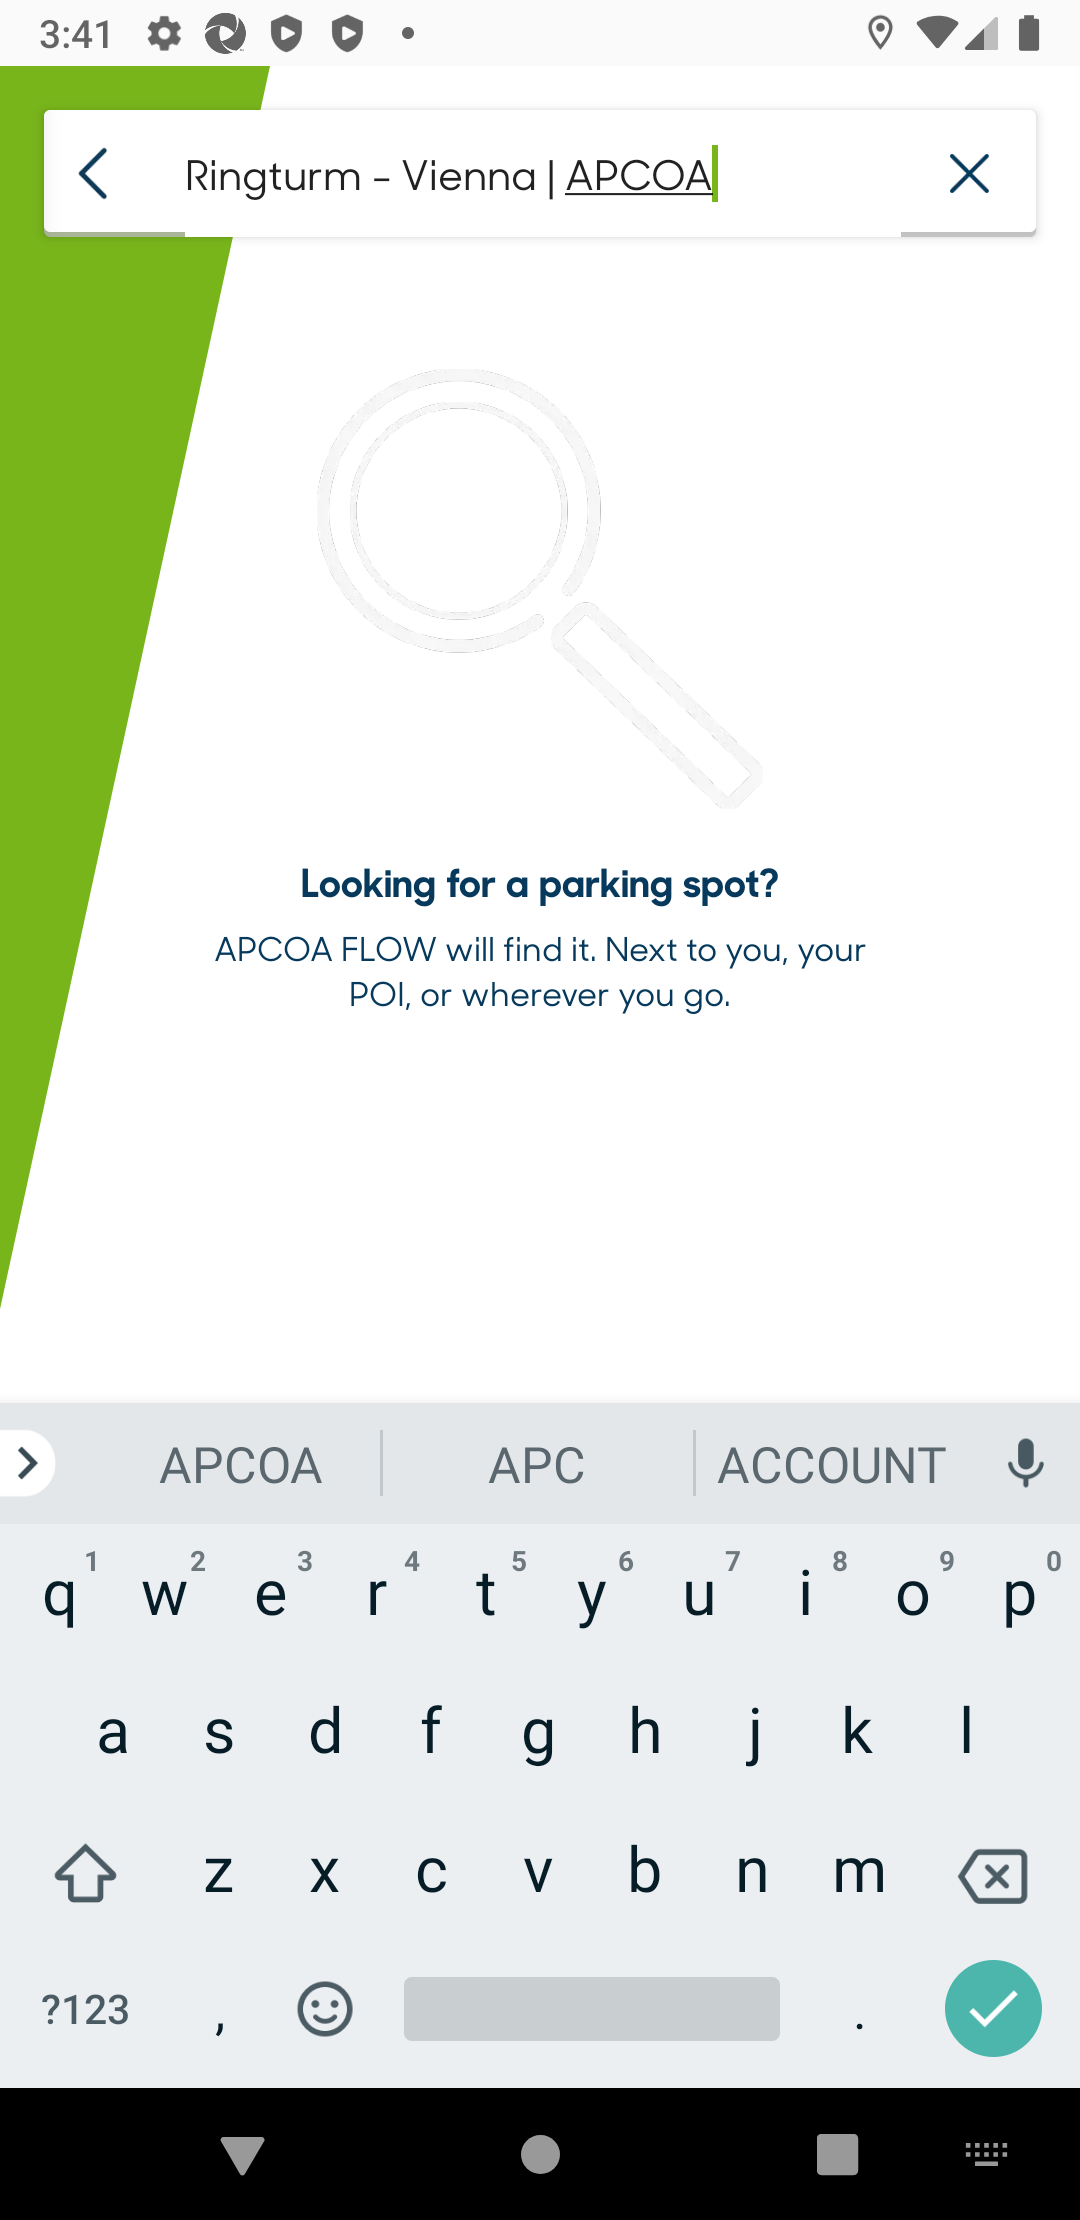 3:41
Ringturm - Vienna | APCOA
Looking for a parking spot?
APCOA FLOW will find it. Next to you, your
POI, or wherever you go.
APCOA APC ACCOUNT
1 2 3 4 5 6 7 8 9 0
q w e r t y u i o p
a s d f g h j k l
z x c v b n m
?123 , .